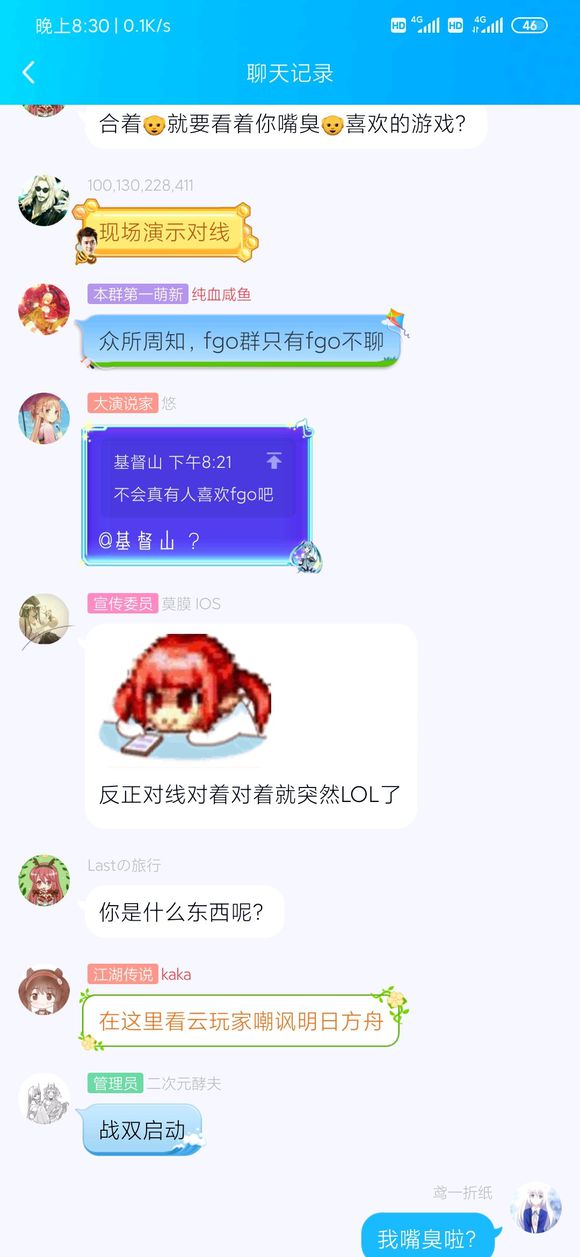 晚上8:30 | 0.1K/s
HD 4G HD 4G 46
聊天记录
合着就要看着你嘴臭喜欢的游戏？
100,130,228,411
现场演示对线
本群第一萌新 纯血咸鱼
众所周知，fgo群只有fgo不聊
大演说家 悠
基督山 下午8:21
不会真有人喜欢fgo吧
@基督山 ？
宣传委员 莫膜 IOS
反正对线对着对着就突然LOL了
Lastの旅行
你是什么东西呢？
江湖传说 kaka
在这里看云玩家嘲讽明日方舟
管理员 二次元酵夫
战双启动
鸢一折纸
我嘴臭啦？